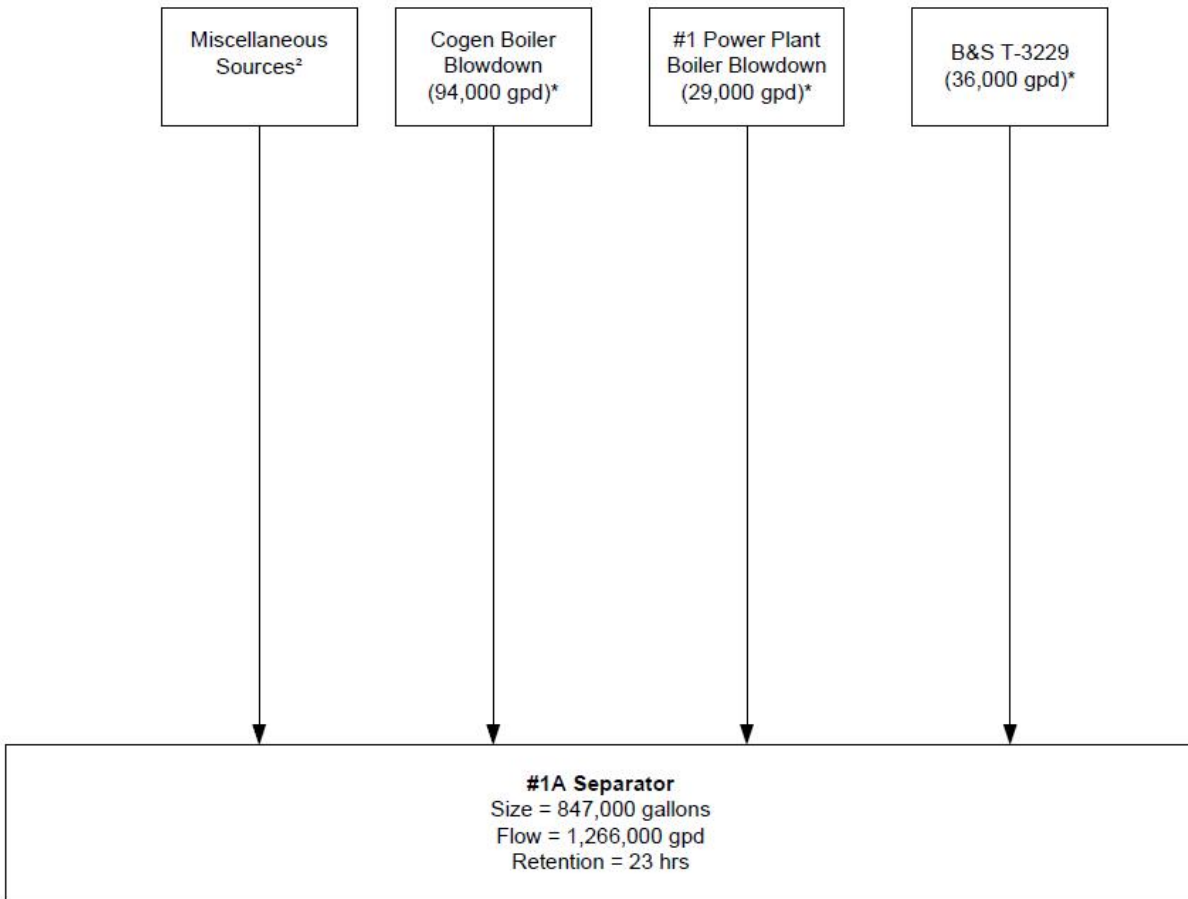 Miscellaneous
Sources²
Cogen Boiler
Blowdown
(94,000 gpd)*
#1 Power Plant
Boiler Blowdown
(29,000 gpd)*
B&S T-3229
(36,000 gpd)*
#1A Separator
Size = 847,000 gallons
Flow = 1,266,000 gpd
Retention = 23 hrs